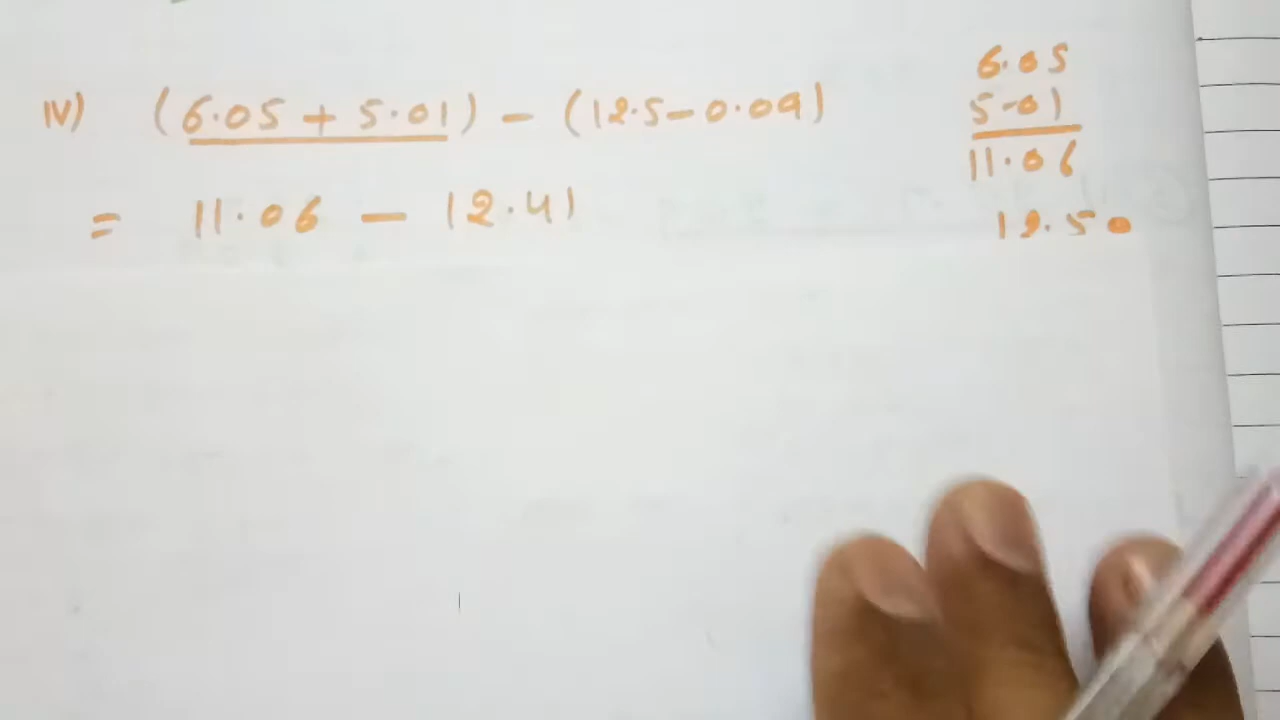 IV) (6.05 + 5.01) - (12.5-0.09)
= 11.06 - 12.41
6.05
5.01
11.06
12.50